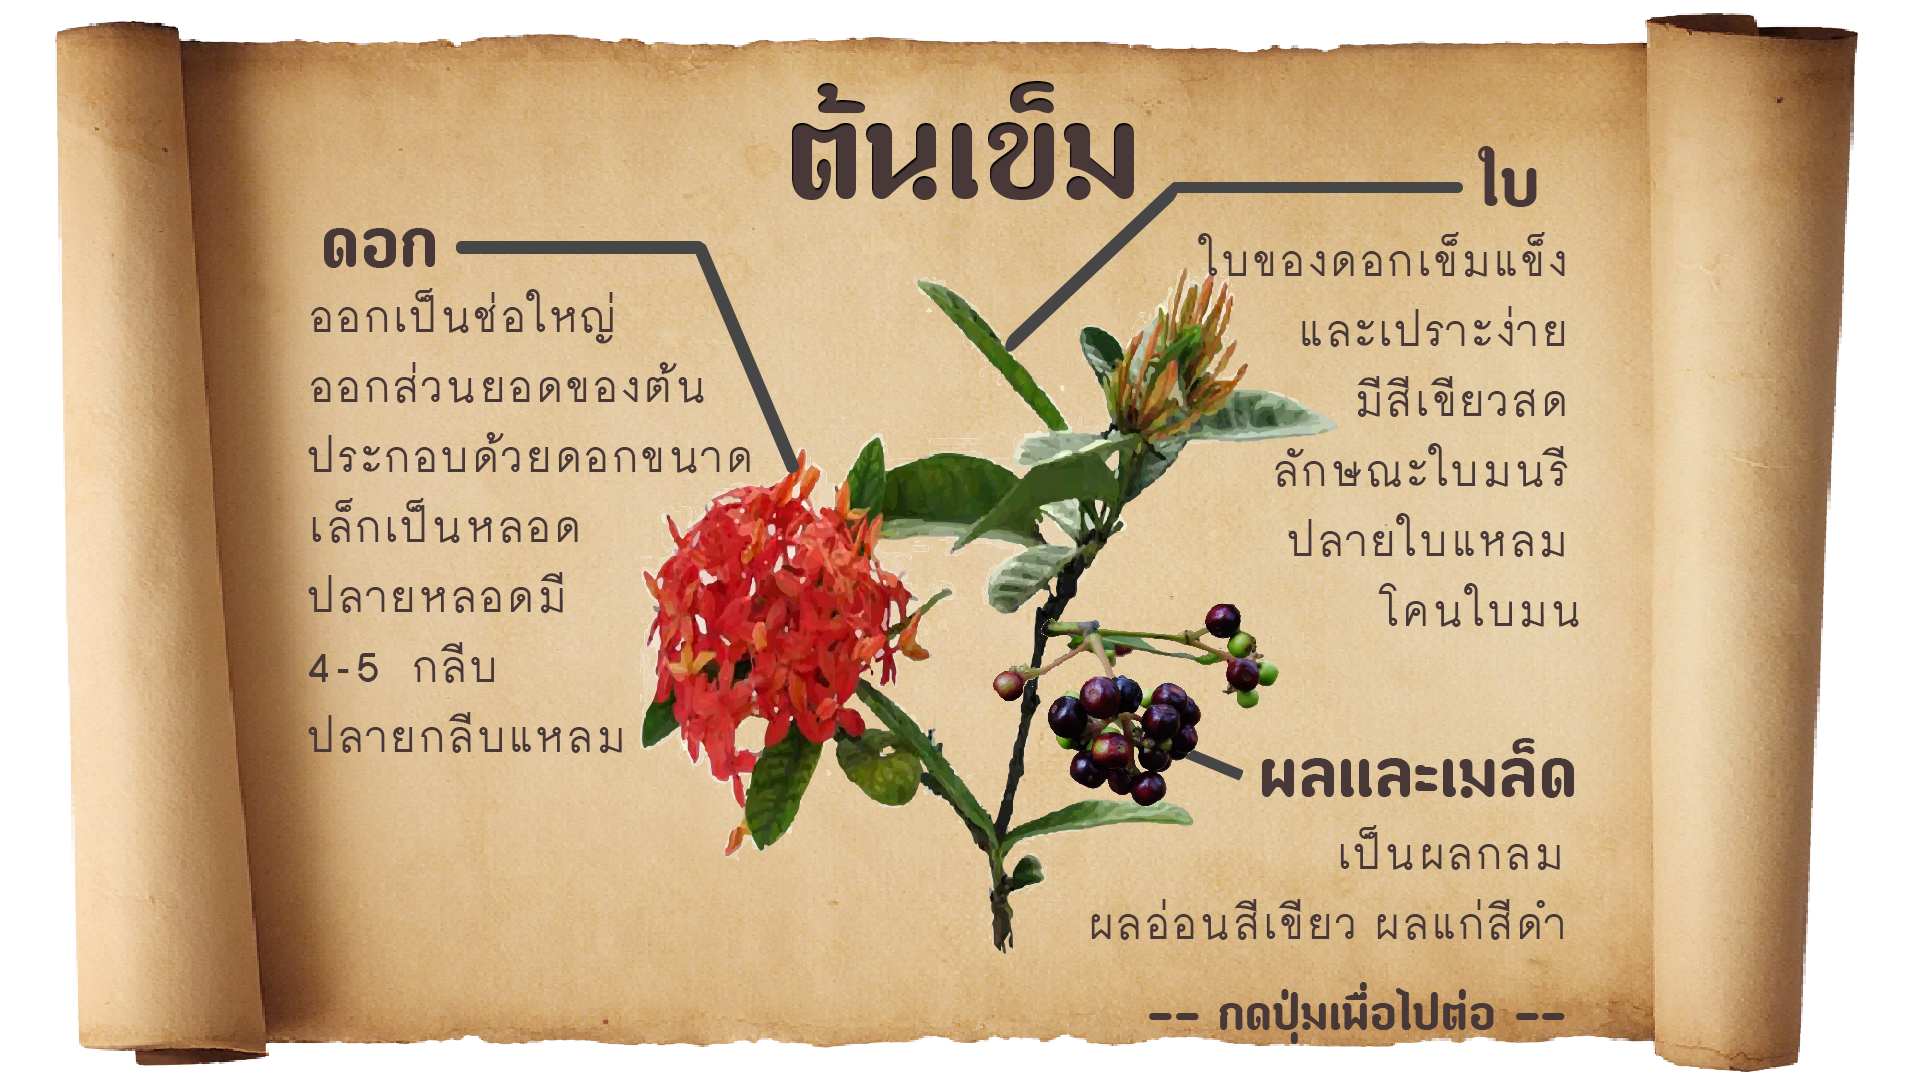 ต้นเข็ม
ดอก
ออกเป็นช่อใหญ่
ออกส่วนยอดของต้น
ประกอบด้วยดอกขนาด
เล็กเป็นหลอด
ปลายหลอดมี
4-5 กลีบ
ปลายกลีบแหลม
ใบ
ใบของดอกเข็มแข็ง
และเปราะง่าย
มีสีเขียวสด
ลักษณะใบมนรี
ปลายใบแหลม
โคนใบมน
ผลและเมล็ด
เป็นผลกลม
ผลอ่อนสีเขียว ผลแก่สีดำ
-- กดปุ่มเพื่อไปต่อ --